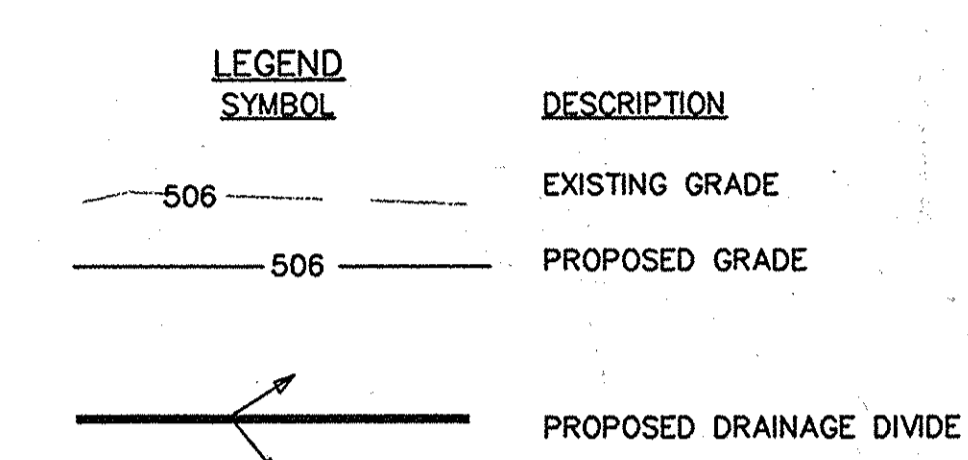 LEGEND
SYMBOL DESCRIPTION
506 EXISTING GRADE
506 PROPOSED GRADE
PROPOSED DRAINAGE DIVIDE